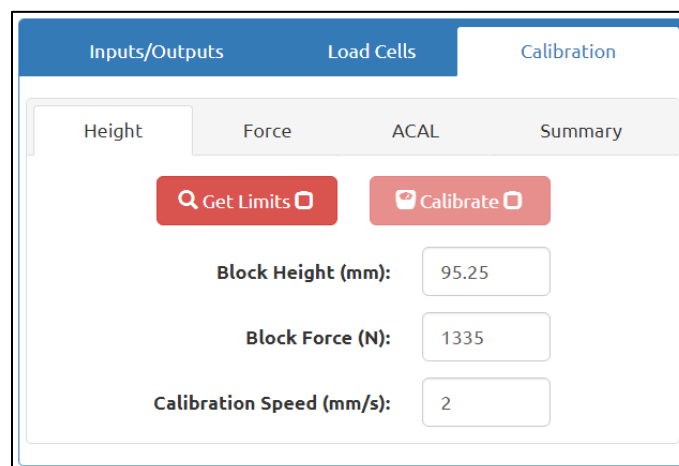 Inputs/Outputs Load Cells Calibration
Height Force ACAL Summary
Get Limits Calibrate
Block Height (mm): 95.25
Block Force (N): 1335
Calibration Speed (mm/s): 2